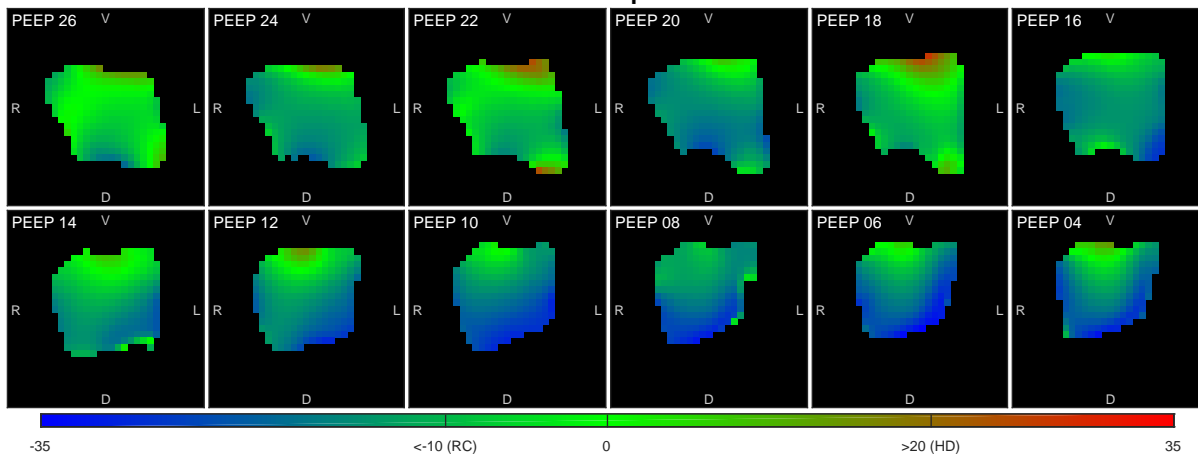 PEEP 26 V PEEP 24 V PEEP 22 V PEEP 20 V PEEP 18 V PEEP 16 V
R L R L R L R L R L R L
D D D D D D
PEEP 14 V PEEP 12 V PEEP 10 V PEEP 08 V PEEP 06 V PEEP 04 V
R L R L R L R L R L R L
D D D D D D
-35 <-10 (RC) 0 >20 (HD) 35